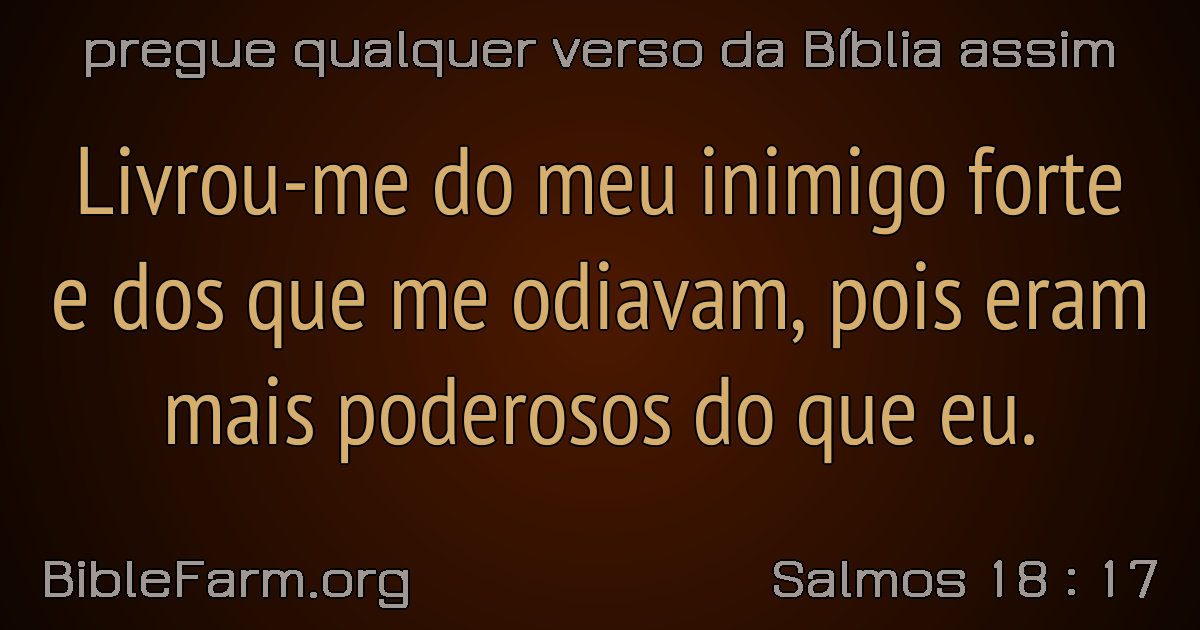 pregue qualquer verso da Bíblia assim
Livrou-me do meu inimigo forte
e dos que me odiavam, pois eram
mais poderosos do que eu.
BibleFarm.org
Salmos 18 : 17